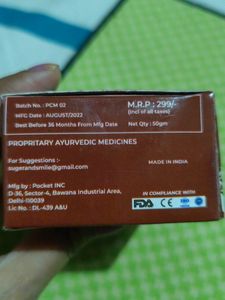 Batch No. : PCM 02
M.R.P : 299/-
(incl of all taxes)
MFG Date : AUGUST/2022
Best Before 36 Months From Mfg Date
Net Qty : 50gm
PROPRITARY AYURVEDIC MEDICINES
For Suggestions :-
sugerandsmile@gmail.com
MADE IN INDIA
Mfg by : Pocket INC
D-36, Sector-4, Bawana Industrial Area,
Delhi-110039
Lic No.: DL-439 A&U
IN COMPLIANCE WITH
FDA